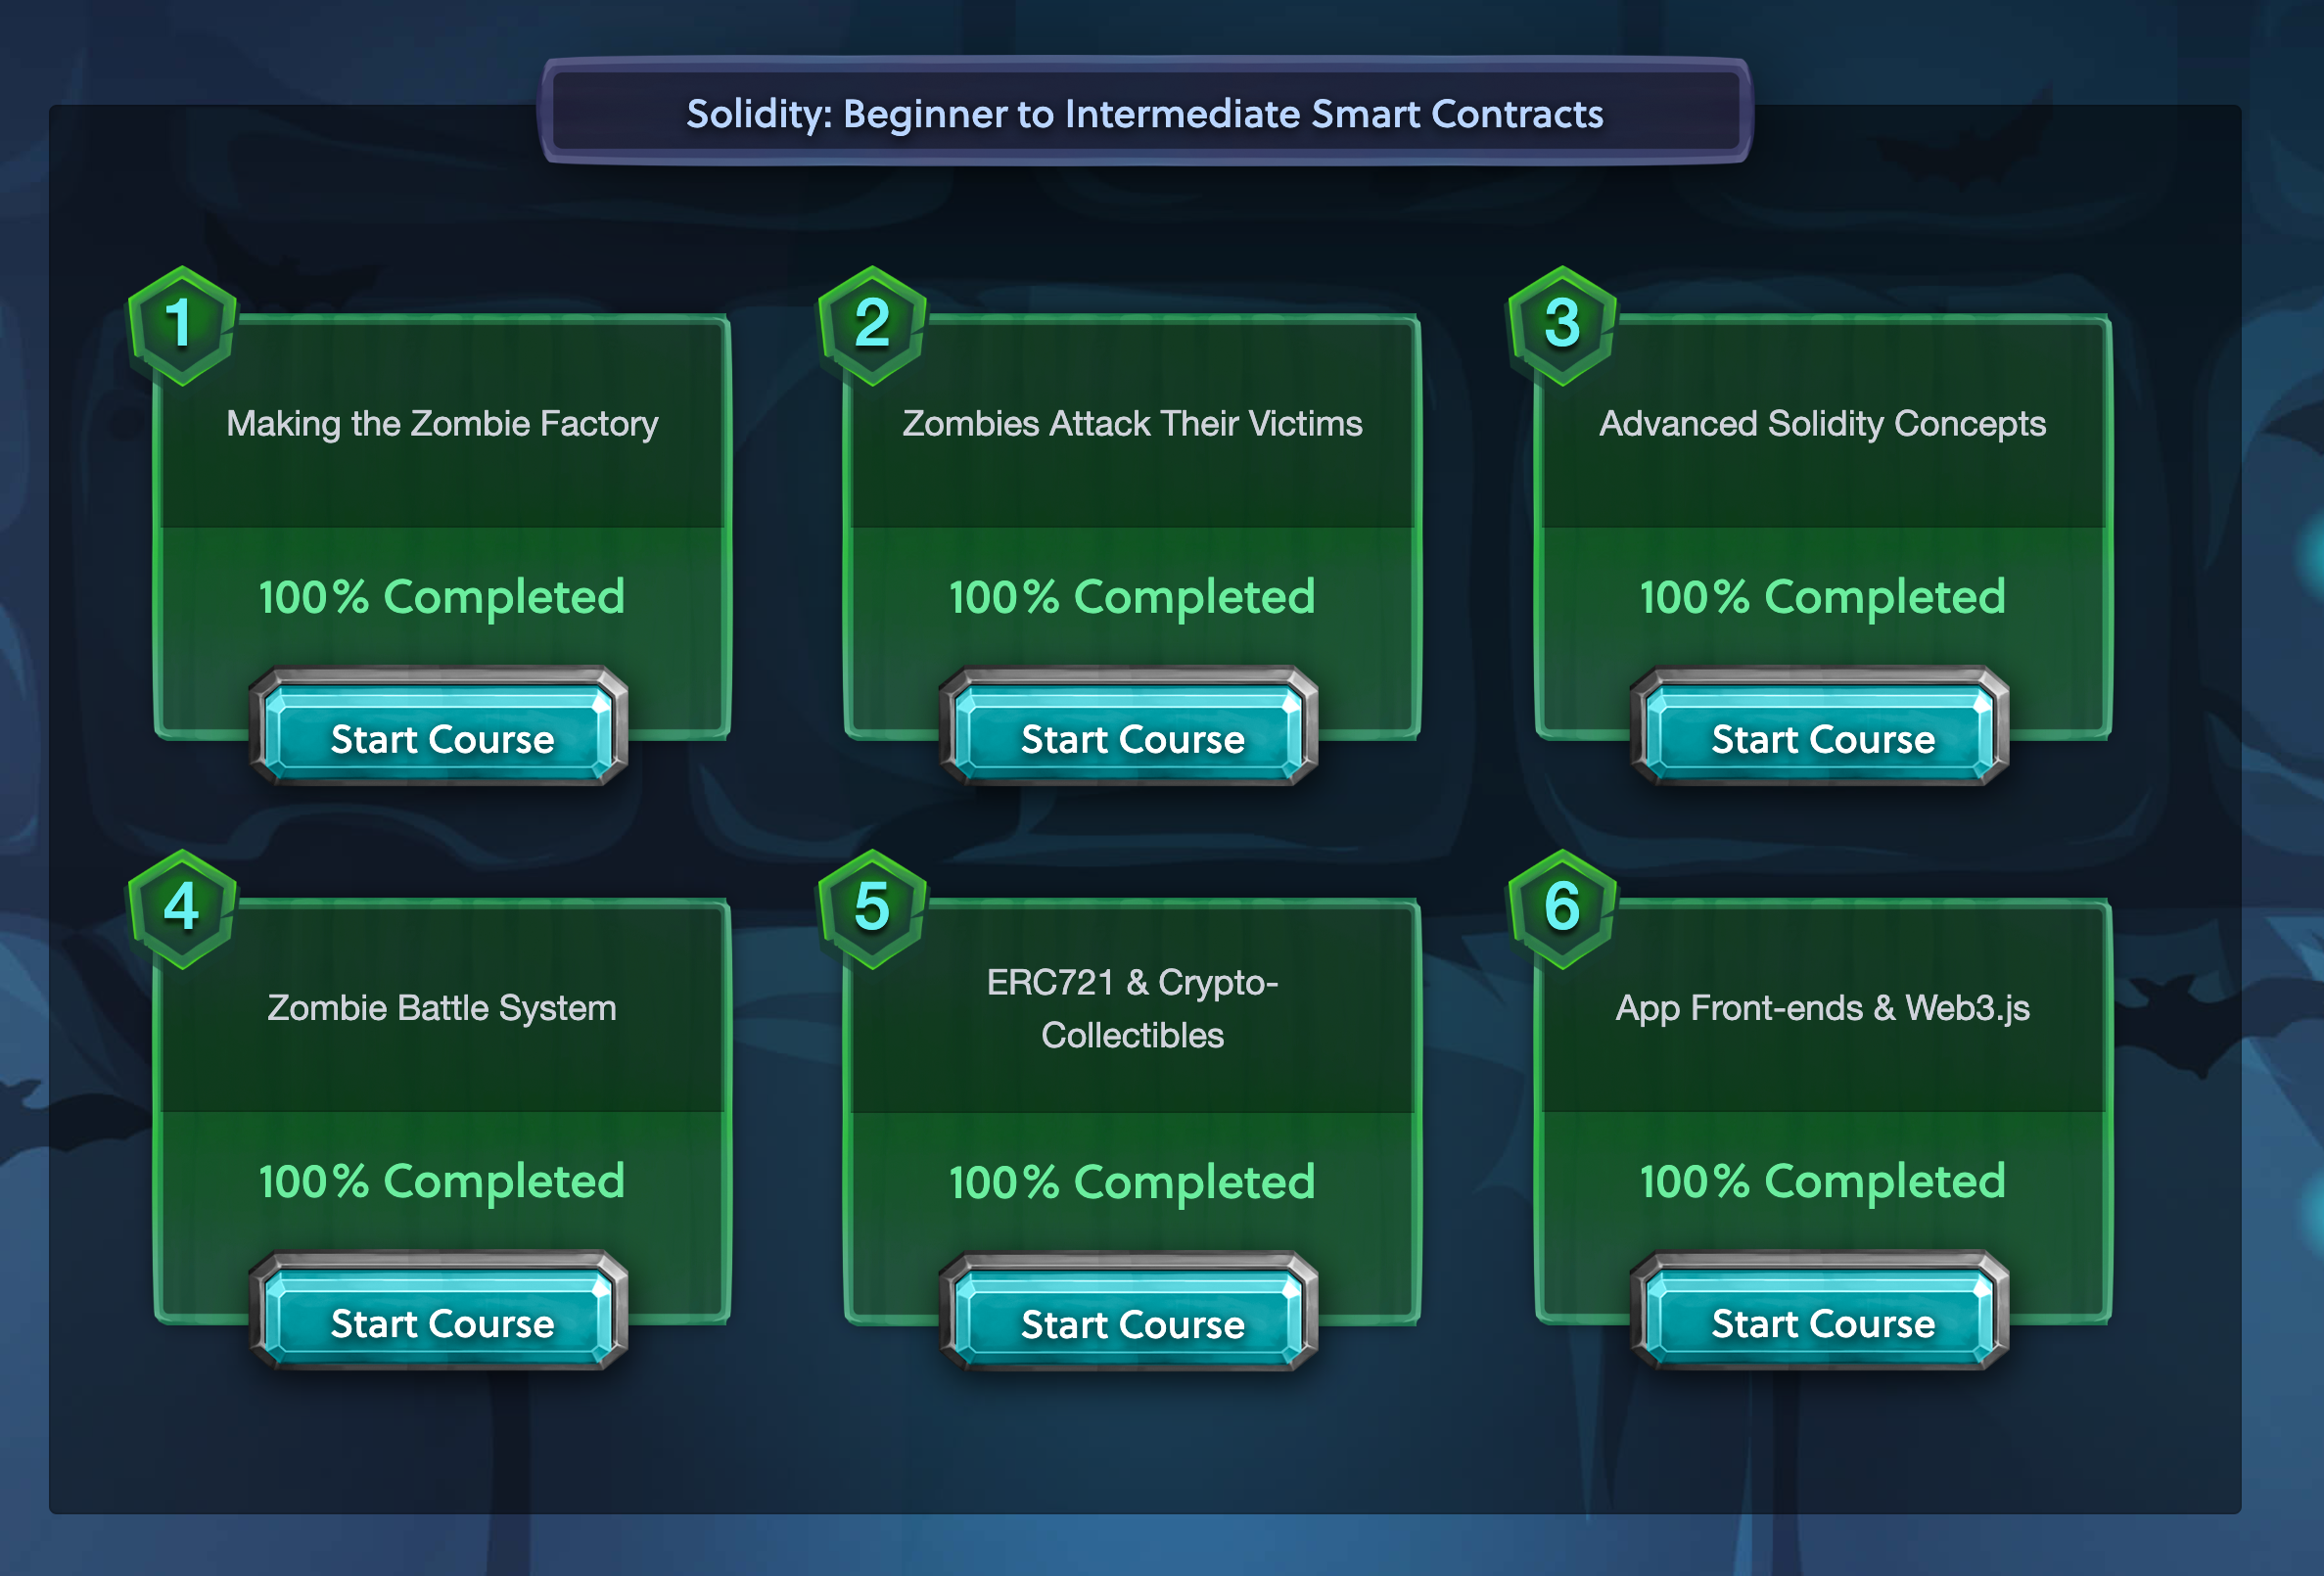 Solidity: Beginner to Intermediate Smart Contracts
1
Making the Zombie Factory
100% Completed
Start Course
2
Zombies Attack Their Victims
100% Completed
Start Course
3
Advanced Solidity Concepts
100% Completed
Start Course
4
Zombie Battle System
100% Completed
Start Course
5
ERC721 & Crypto-
Collectibles
100% Completed
Start Course
6
App Front-ends & Web3.js
100% Completed
Start Course